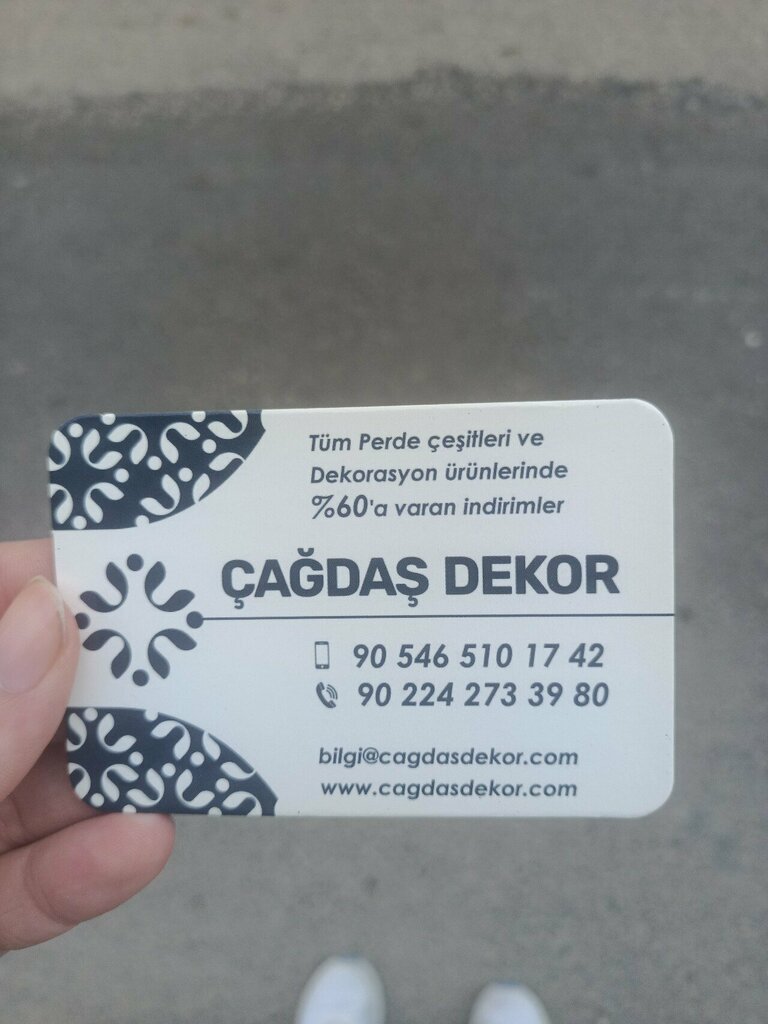 Tüm Perde çeşitleri ve
Dekorasyon ürünlerinde
%60'a varan indirimler
ÇAĞDAŞ DEKOR
90 546 510 17 42
90 224 273 39 80
bilgi@cagdasdekor.com
www.cagdasdekor.com